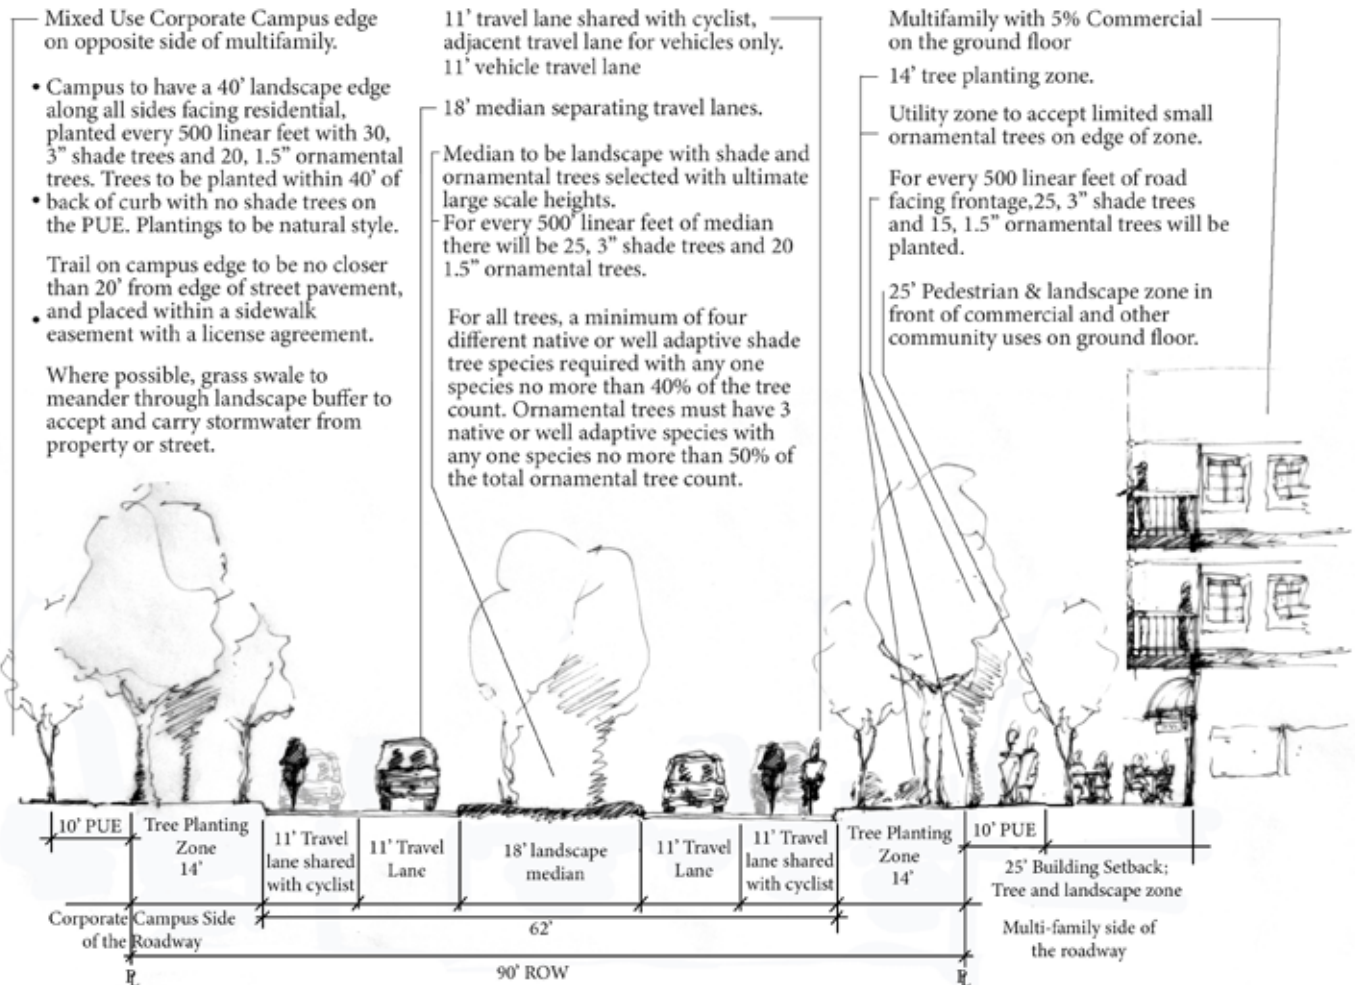 Mixed Use Corporate Campus edge
on opposite side of multifamily.
• Campus to have a 40’ landscape edge
along all sides facing residential,
planted every 500 linear feet with 30,
3” shade trees and 20, 1.5” ornamental
trees. Trees to be planted within 40’ of
• back of curb with no shade trees on
the PUE. Plantings to be natural style.
Trail on campus edge to be no closer
than 20’ from edge of street pavement,
• and placed within a sidewalk
easement with a license agreement.
Where possible, grass swale to
meander through landscape buffer to
accept and carry stormwater from
property or street.
11’ travel lane shared with cyclist,
adjacent travel lane for vehicles only.
11’ vehicle travel lane
18’ median separating travel lanes.
Median to be landscape with shade and
ornamental trees selected with ultimate
large scale heights.
For every 500’ linear feet of median
there will be 25, 3” shade trees and 20
1.5” ornamental trees.
For all trees, a minimum of four
different native or well adaptive shade
tree species required with any one
species no more than 40% of the tree
count. Ornamental trees must have 3
native or well adaptive species with
any one species no more than 50% of
the total ornamental tree count.
Multifamily with 5% Commercial
on the ground floor
14’ tree planting zone.
Utility zone to accept limited small
ornamental trees on edge of zone.
For every 500 linear feet of road
facing frontage,25, 3” shade trees
and 15, 1.5” ornamental trees will be
planted.
25’ Pedestrian & landscape zone in
front of commercial and other
community uses on ground floor.
10’ PUE
Tree Planting
Zone
14’
11’ Travel
lane shared
with cyclist
11’ Travel
Lane
18’ landscape
median
11’ Travel
Lane
11’ Travel
lane shared
with cyclist
Tree Planting
Zone
14’
10’ PUE
25’ Building Setback;
Tree and landscape zone
Corporate Campus Side
of the Roadway
62’
Multi-family side of
the roadway
90’ ROW
PL
PL